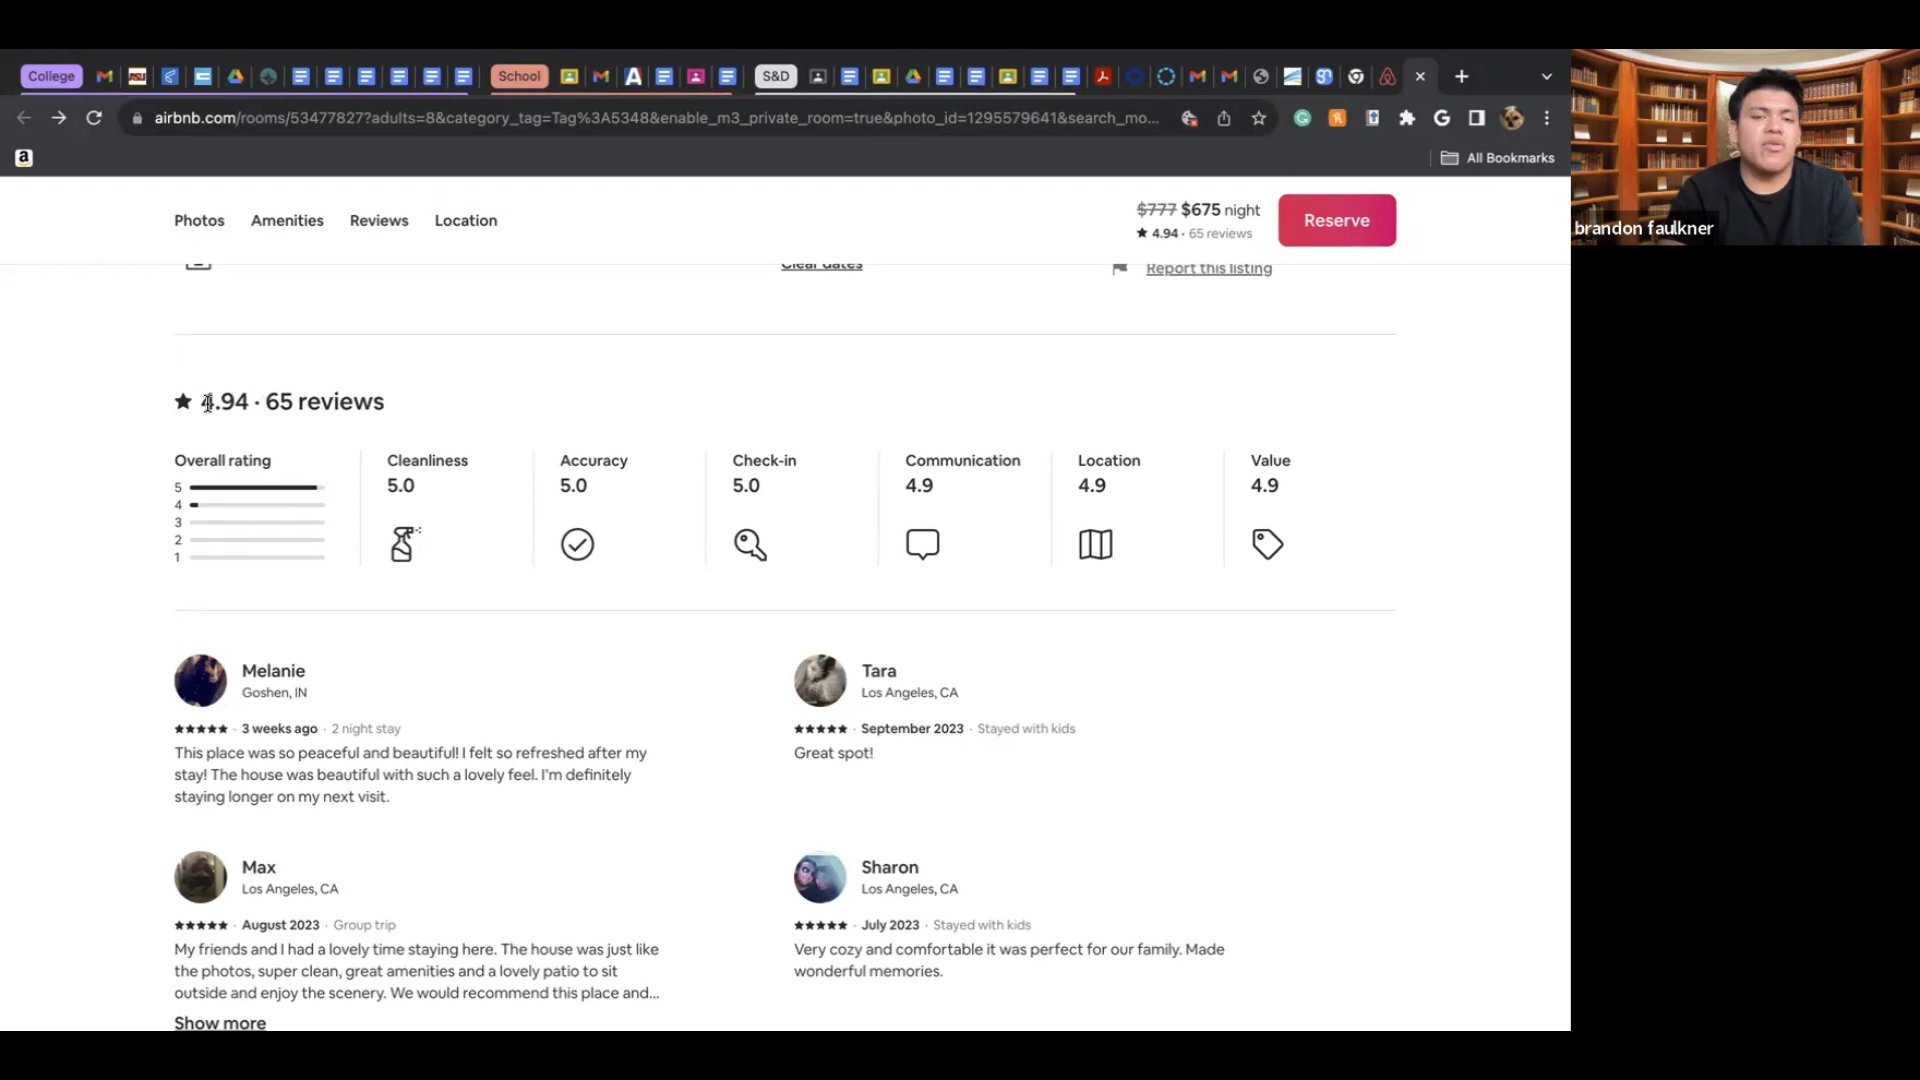 College
School
S&D
airbnb.com/rooms/53477827?adults=8&category_tag=Tag%3A5348&enable_m3_private_room=true&photo_id=1295579641&search_mo...
All Bookmarks
brandon faulkner
Photos Amenities Reviews Location
$777 $675 night
★ 4.94 · 65 reviews
Reserve
Clear dates
Report this listing
★ 4.94 · 65 reviews
Overall rating
5
4
3
2
1
Cleanliness
5.0
Accuracy
5.0
Check-in
5.0
Communication
4.9
Location
4.9
Value
4.9
Melanie
Goshen, IN
★★★★★ · 3 weeks ago · 2 night stay
This place was so peaceful and beautiful! I felt so refreshed after my
stay! The house was beautiful with such a lovely feel. I'm definitely
staying longer on my next visit.
Tara
Los Angeles, CA
★★★★★ · September 2023 · Stayed with kids
Great spot!
Max
Los Angeles, CA
★★★★★ · August 2023 · Group trip
My friends and I had a lovely time staying here. The house was just like
the photos, super clean, great amenities and a lovely patio to sit
outside and enjoy the scenery. We would recommend this place and...
Show more
Sharon
Los Angeles, CA
★★★★★ · July 2023 · Stayed with kids
Very cozy and comfortable it was perfect for our family. Made
wonderful memories.